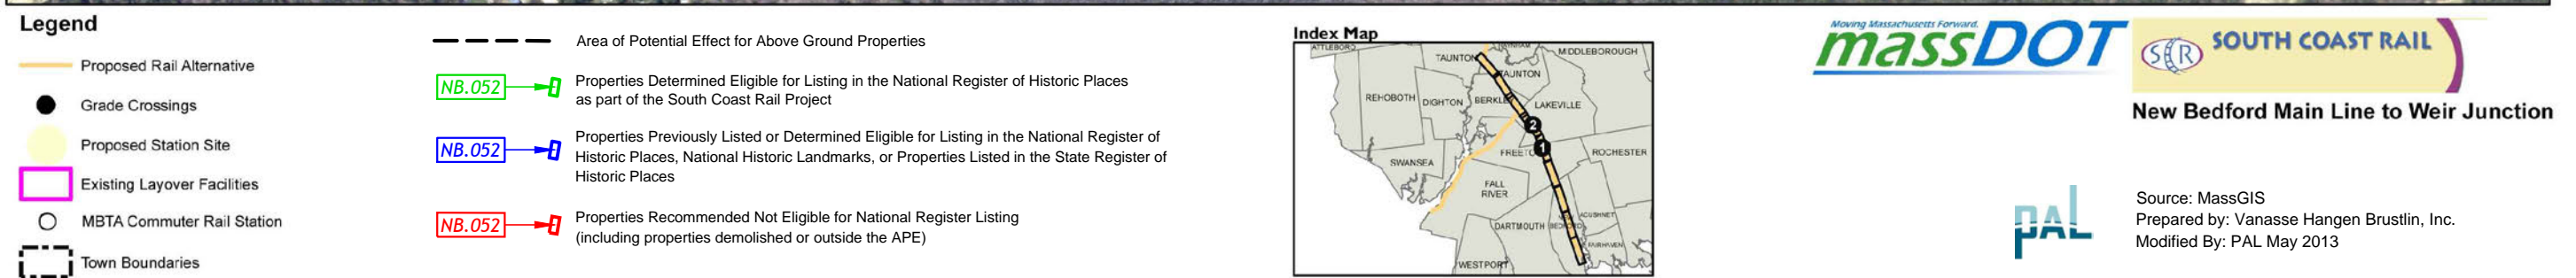 Legend
Proposed Rail Alternative
Grade Crossings
Proposed Station Site
Existing Layover Facilities
MBTA Commuter Rail Station
Town Boundaries
Area of Potential Effect for Above Ground Properties
NB.052
Properties Determined Eligible for Listing in the National Register of Historic Places
as part of the South Coast Rail Project
NB.052
Properties Previously Listed or Determined Eligible for Listing in the National Register of
Historic Places, National Historic Landmarks, or Properties Listed in the State Register of
Historic Places
NB.052
Properties Recommended Not Eligible for National Register Listing
(including properties demolished or outside the APE)
Index Map
ATTLEBORO
TAUNTON
MIDDLEBOROUGH
TAUNTON
REHOBOTH
DIGHTON
BERKLE
LAKEVILLE
2
1
FREETO
ROCHESTER
SWANSEA
FALL
RIVER
ACUSHNET
DARTMOUTH
BEDFORD
FAIRHAVEN
WESTPORT
Moving Massachusetts Forward.
massDOT
SCR
SOUTH COAST RAIL
New Bedford Main Line to Weir Junction
PAL
Source: MassGIS
Prepared by: Vanasse Hangen Brustlin, Inc.
Modified By: PAL May 2013